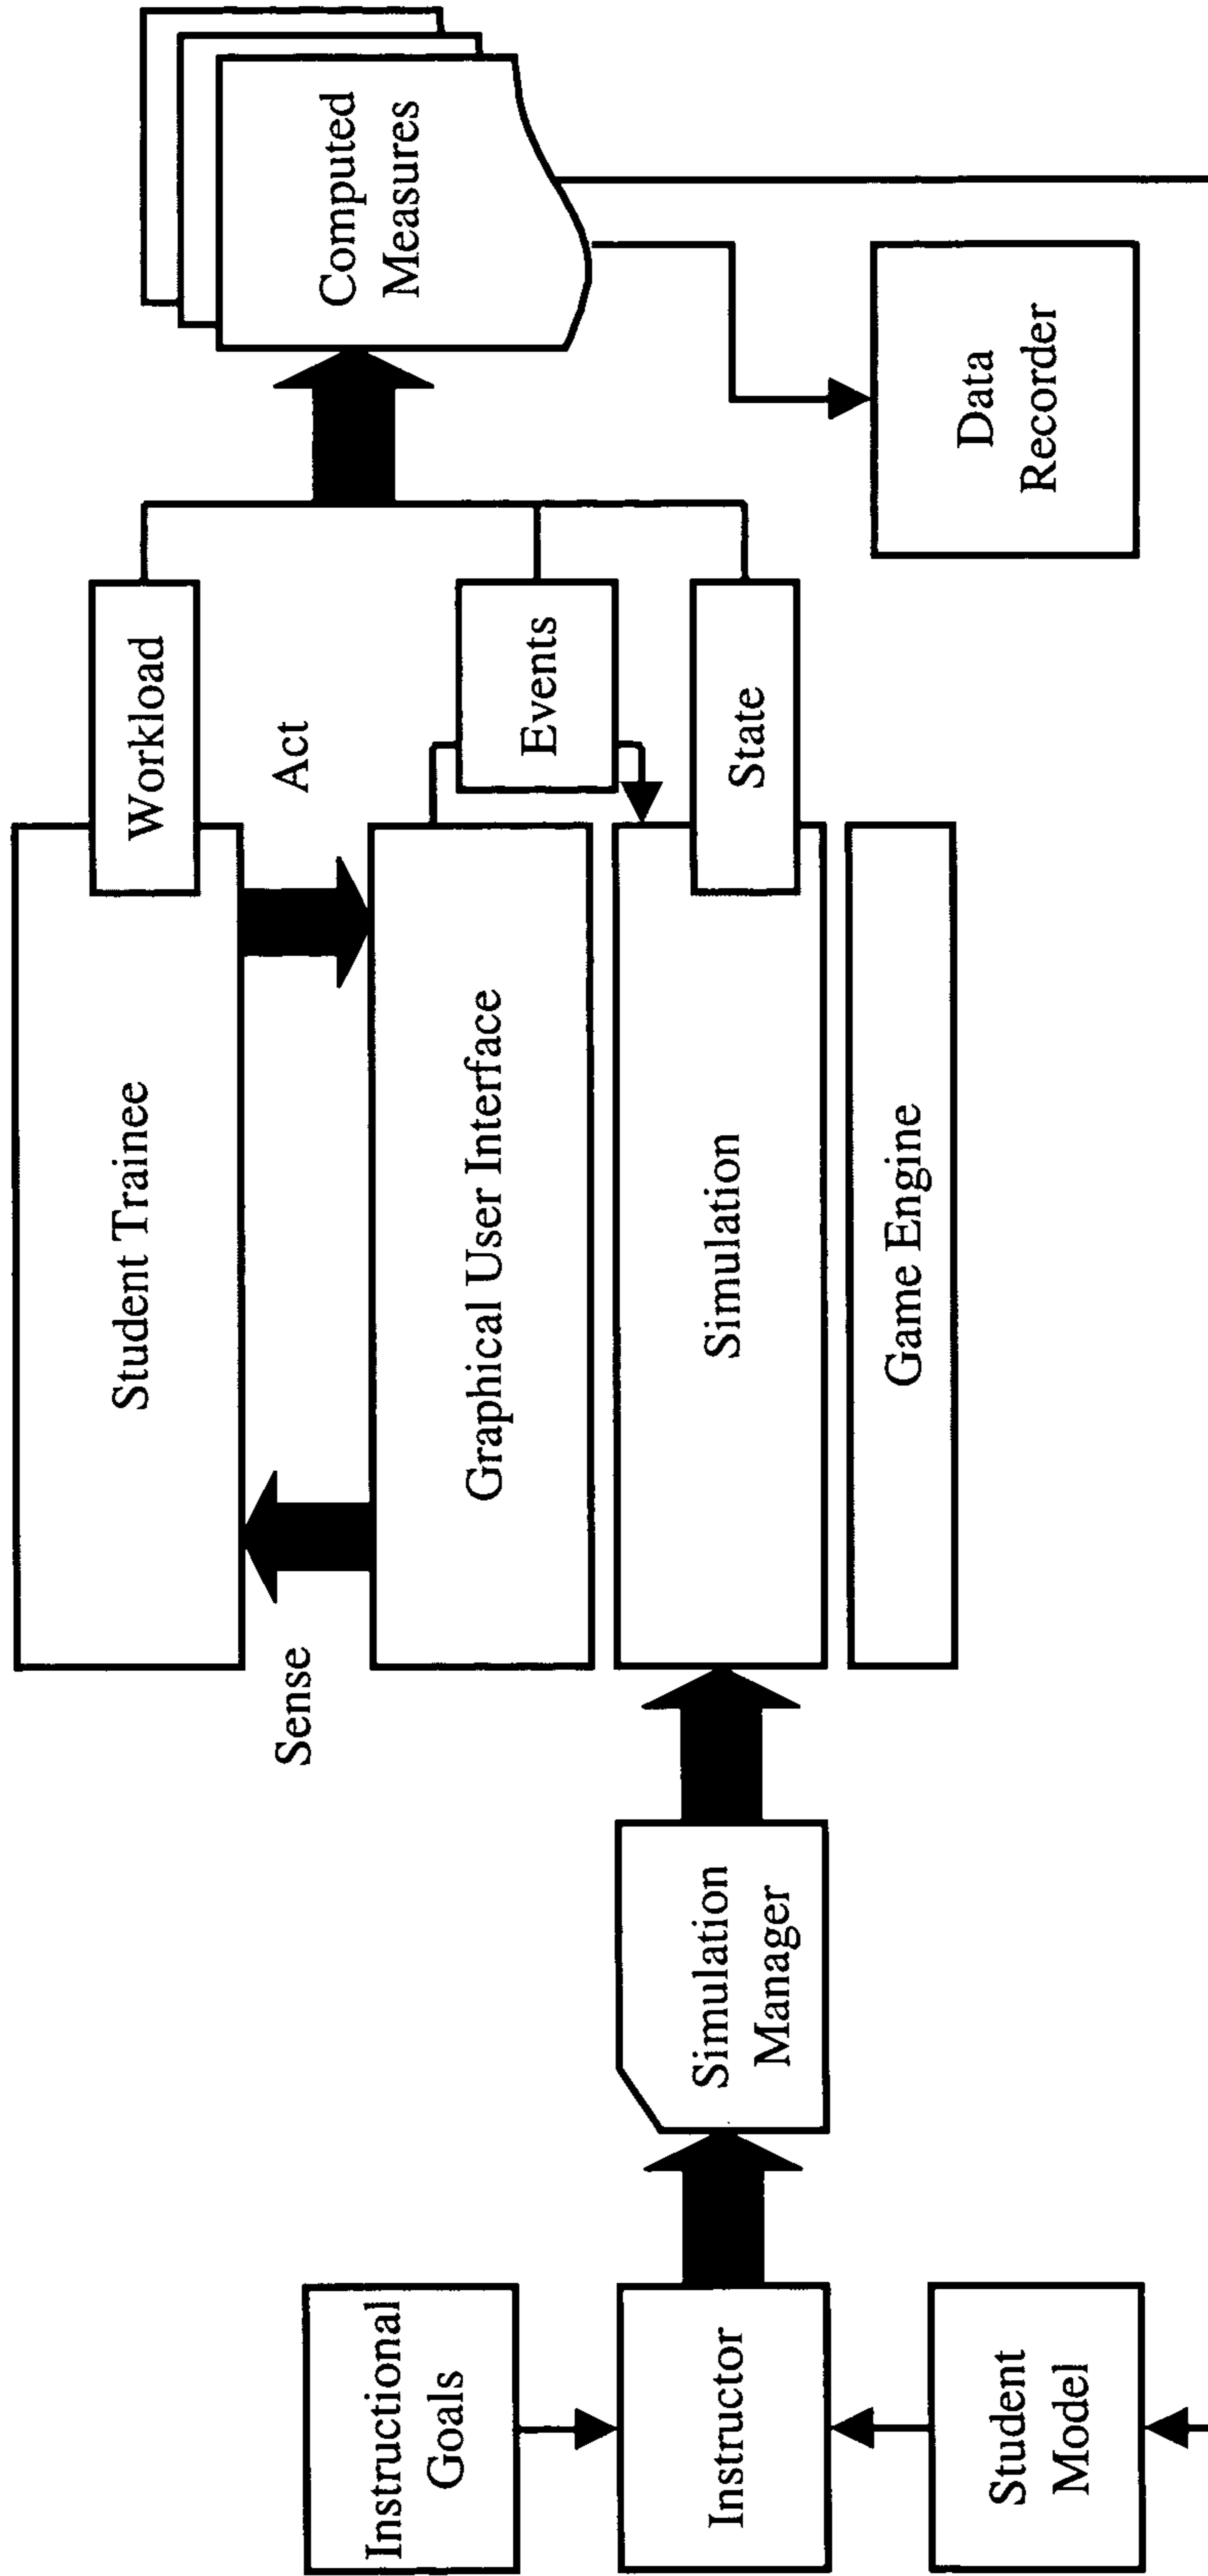 Student Trainee
Workload
Sense
Act
Computed
Measures
Graphical User Interface
Events
Instructional
Goals
Instructor
Simulation
Manager
Simulation
State
Game Engine
Student
Model
Data
Recorder